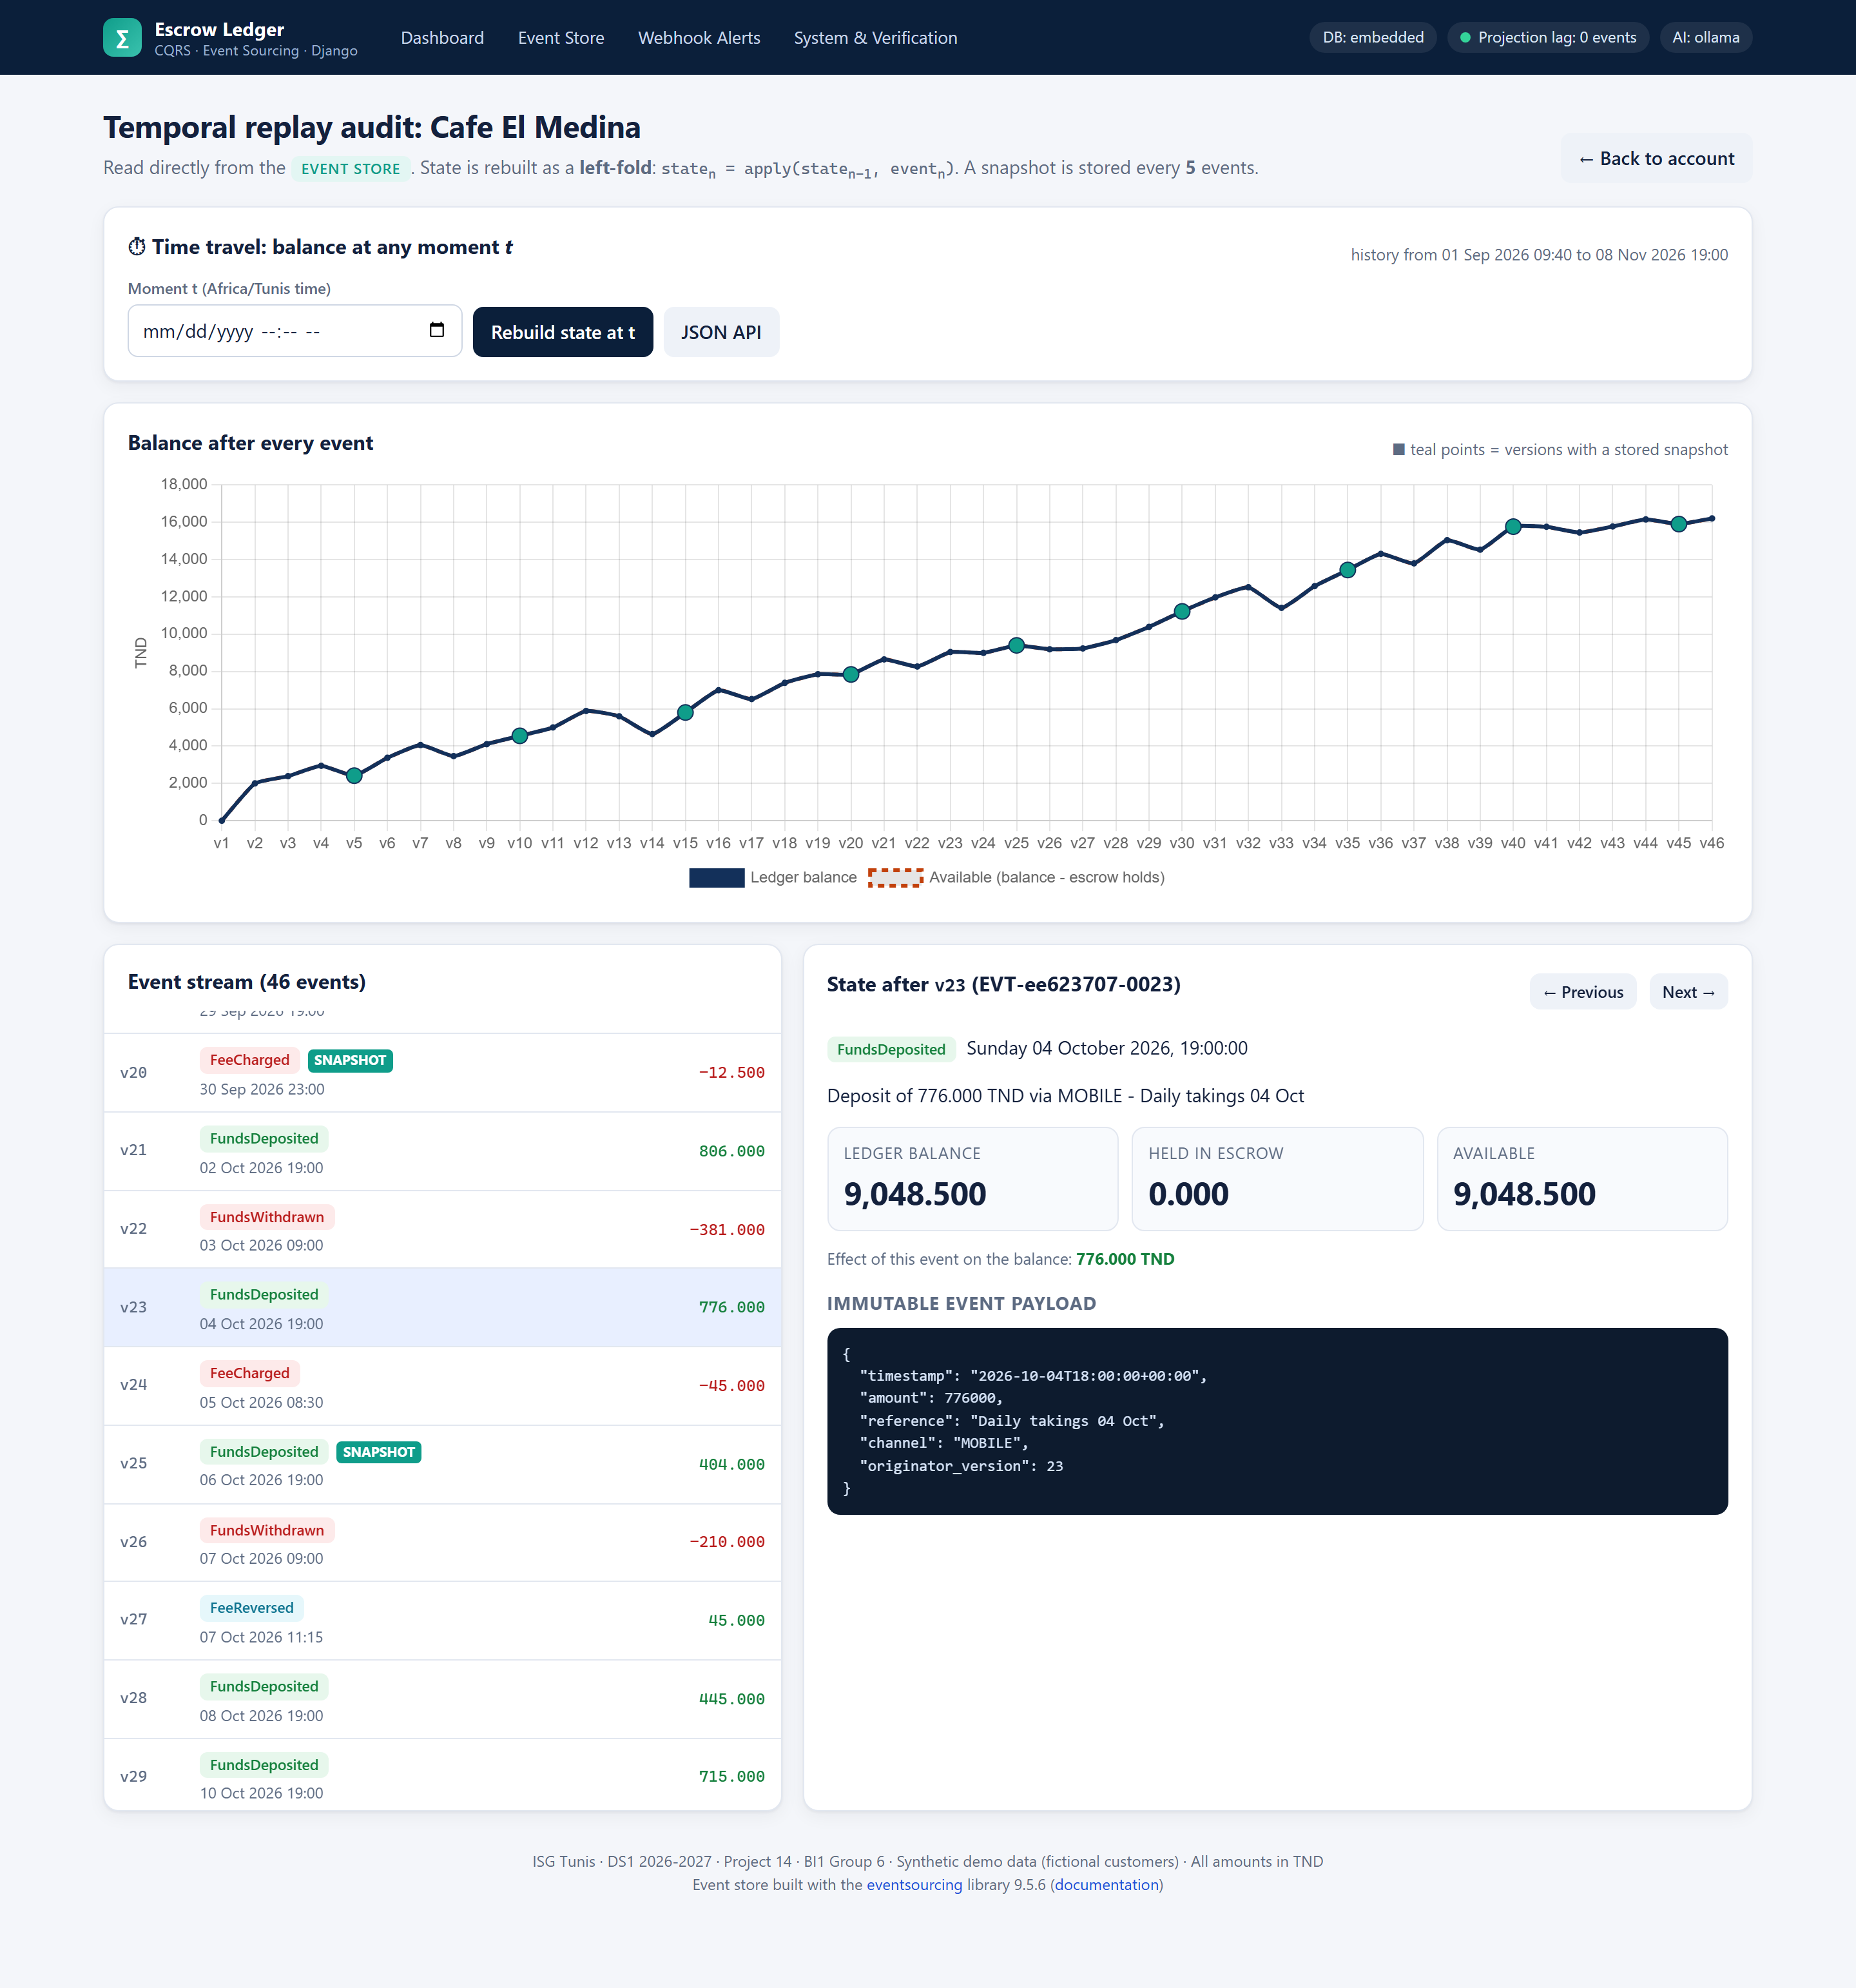 Σ
Escrow Ledger
CQRS · Event Sourcing · Django
Dashboard
Event Store
Webhook Alerts
System & Verification
DB: embedded
Projection lag: 0 events
AI: ollama
Temporal replay audit: Cafe El Medina
Read directly from the EVENT STORE . State is rebuilt as a left-fold: stateₙ = apply(stateₙ₋₁, eventₙ). A snapshot is stored every 5 events.
← Back to account
⏱ Time travel: balance at any moment t
history from 01 Sep 2026 09:40 to 08 Nov 2026 19:00
Moment t (Africa/Tunis time)
mm/dd/yyyy --:-- --
Rebuild state at t
JSON API
Balance after every event
■ teal points = versions with a stored snapshot
18,000
16,000
14,000
12,000
10,000
8,000
6,000
4,000
2,000
0
TND
v1 v2 v3 v4 v5 v6 v7 v8 v9 v10 v11 v12 v13 v14 v15 v16 v17 v18 v19 v20 v21 v22 v23 v24 v25 v26 v27 v28 v29 v30 v31 v32 v33 v34 v35 v36 v37 v38 v39 v40 v41 v42 v43 v44 v45 v46
Ledger balance
Available (balance - escrow holds)
Event stream (46 events)
29 Sep 2026 19:00
v20 FeeCharged SNAPSHOT −12.500
30 Sep 2026 23:00
v21 FundsDeposited 806.000
02 Oct 2026 19:00
v22 FundsWithdrawn −381.000
03 Oct 2026 09:00
v23 FundsDeposited 776.000
04 Oct 2026 19:00
v24 FeeCharged −45.000
05 Oct 2026 08:30
v25 FundsDeposited SNAPSHOT 404.000
06 Oct 2026 19:00
v26 FundsWithdrawn −210.000
07 Oct 2026 09:00
v27 FeeReversed 45.000
07 Oct 2026 11:15
v28 FundsDeposited 445.000
08 Oct 2026 19:00
v29 FundsDeposited 715.000
10 Oct 2026 19:00
State after v23 (EVT-ee623707-0023)
← Previous
Next →
FundsDeposited Sunday 04 October 2026, 19:00:00
Deposit of 776.000 TND via MOBILE - Daily takings 04 Oct
LEDGER BALANCE
9,048.500
HELD IN ESCROW
0.000
AVAILABLE
9,048.500
Effect of this event on the balance: 776.000 TND
IMMUTABLE EVENT PAYLOAD
{
"timestamp": "2026-10-04T18:00:00+00:00",
"amount": 776000,
"reference": "Daily takings 04 Oct",
"channel": "MOBILE",
"originator_version": 23
}
ISG Tunis · DS1 2026-2027 · Project 14 · BI1 Group 6 · Synthetic demo data (fictional customers) · All amounts in TND
Event store built with the eventsourcing library 9.5.6 (documentation)